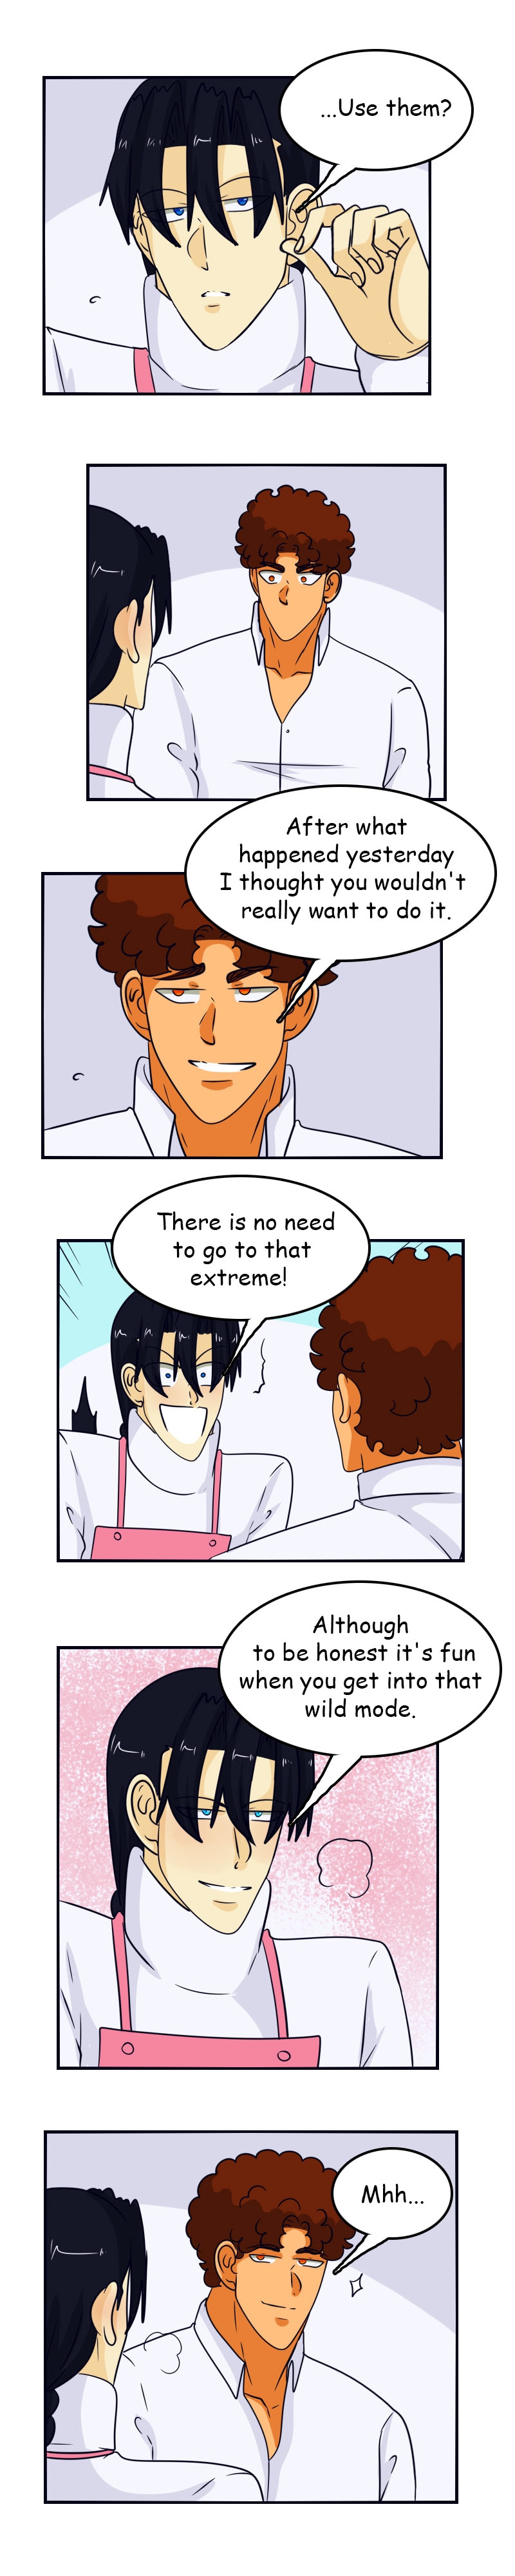 ...Use them?
After what
happened yesterday
I thought you wouldn't
really want to do it.
There is no need
to go to that
extreme!
Although
to be honest it's fun
when you get into that
wild mode.
Mhh...